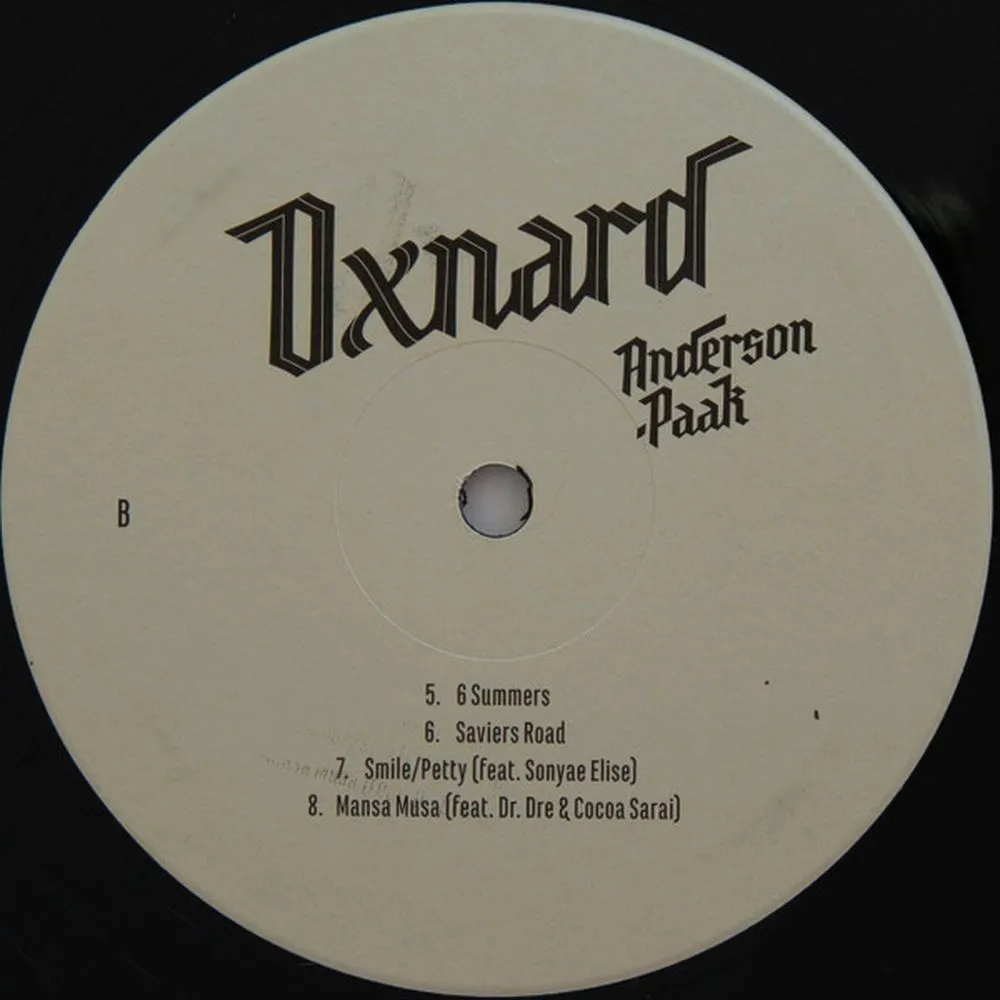 Oxnard
Anderson
.Paak
B
5. 6 Summers
6. Saviers Road
7. Smile/Petty (feat. Sonyae Elise)
8. Mansa Musa (feat. Dr. Dre & Cocoa Sarai)